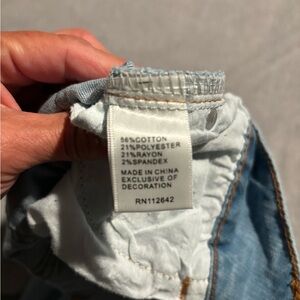 56%COTTON
21%POLYESTER
21%RAYON
2%SPANDEX
MADE IN CHINA
EXCLUSIVE OF
DECORATION
RN112642